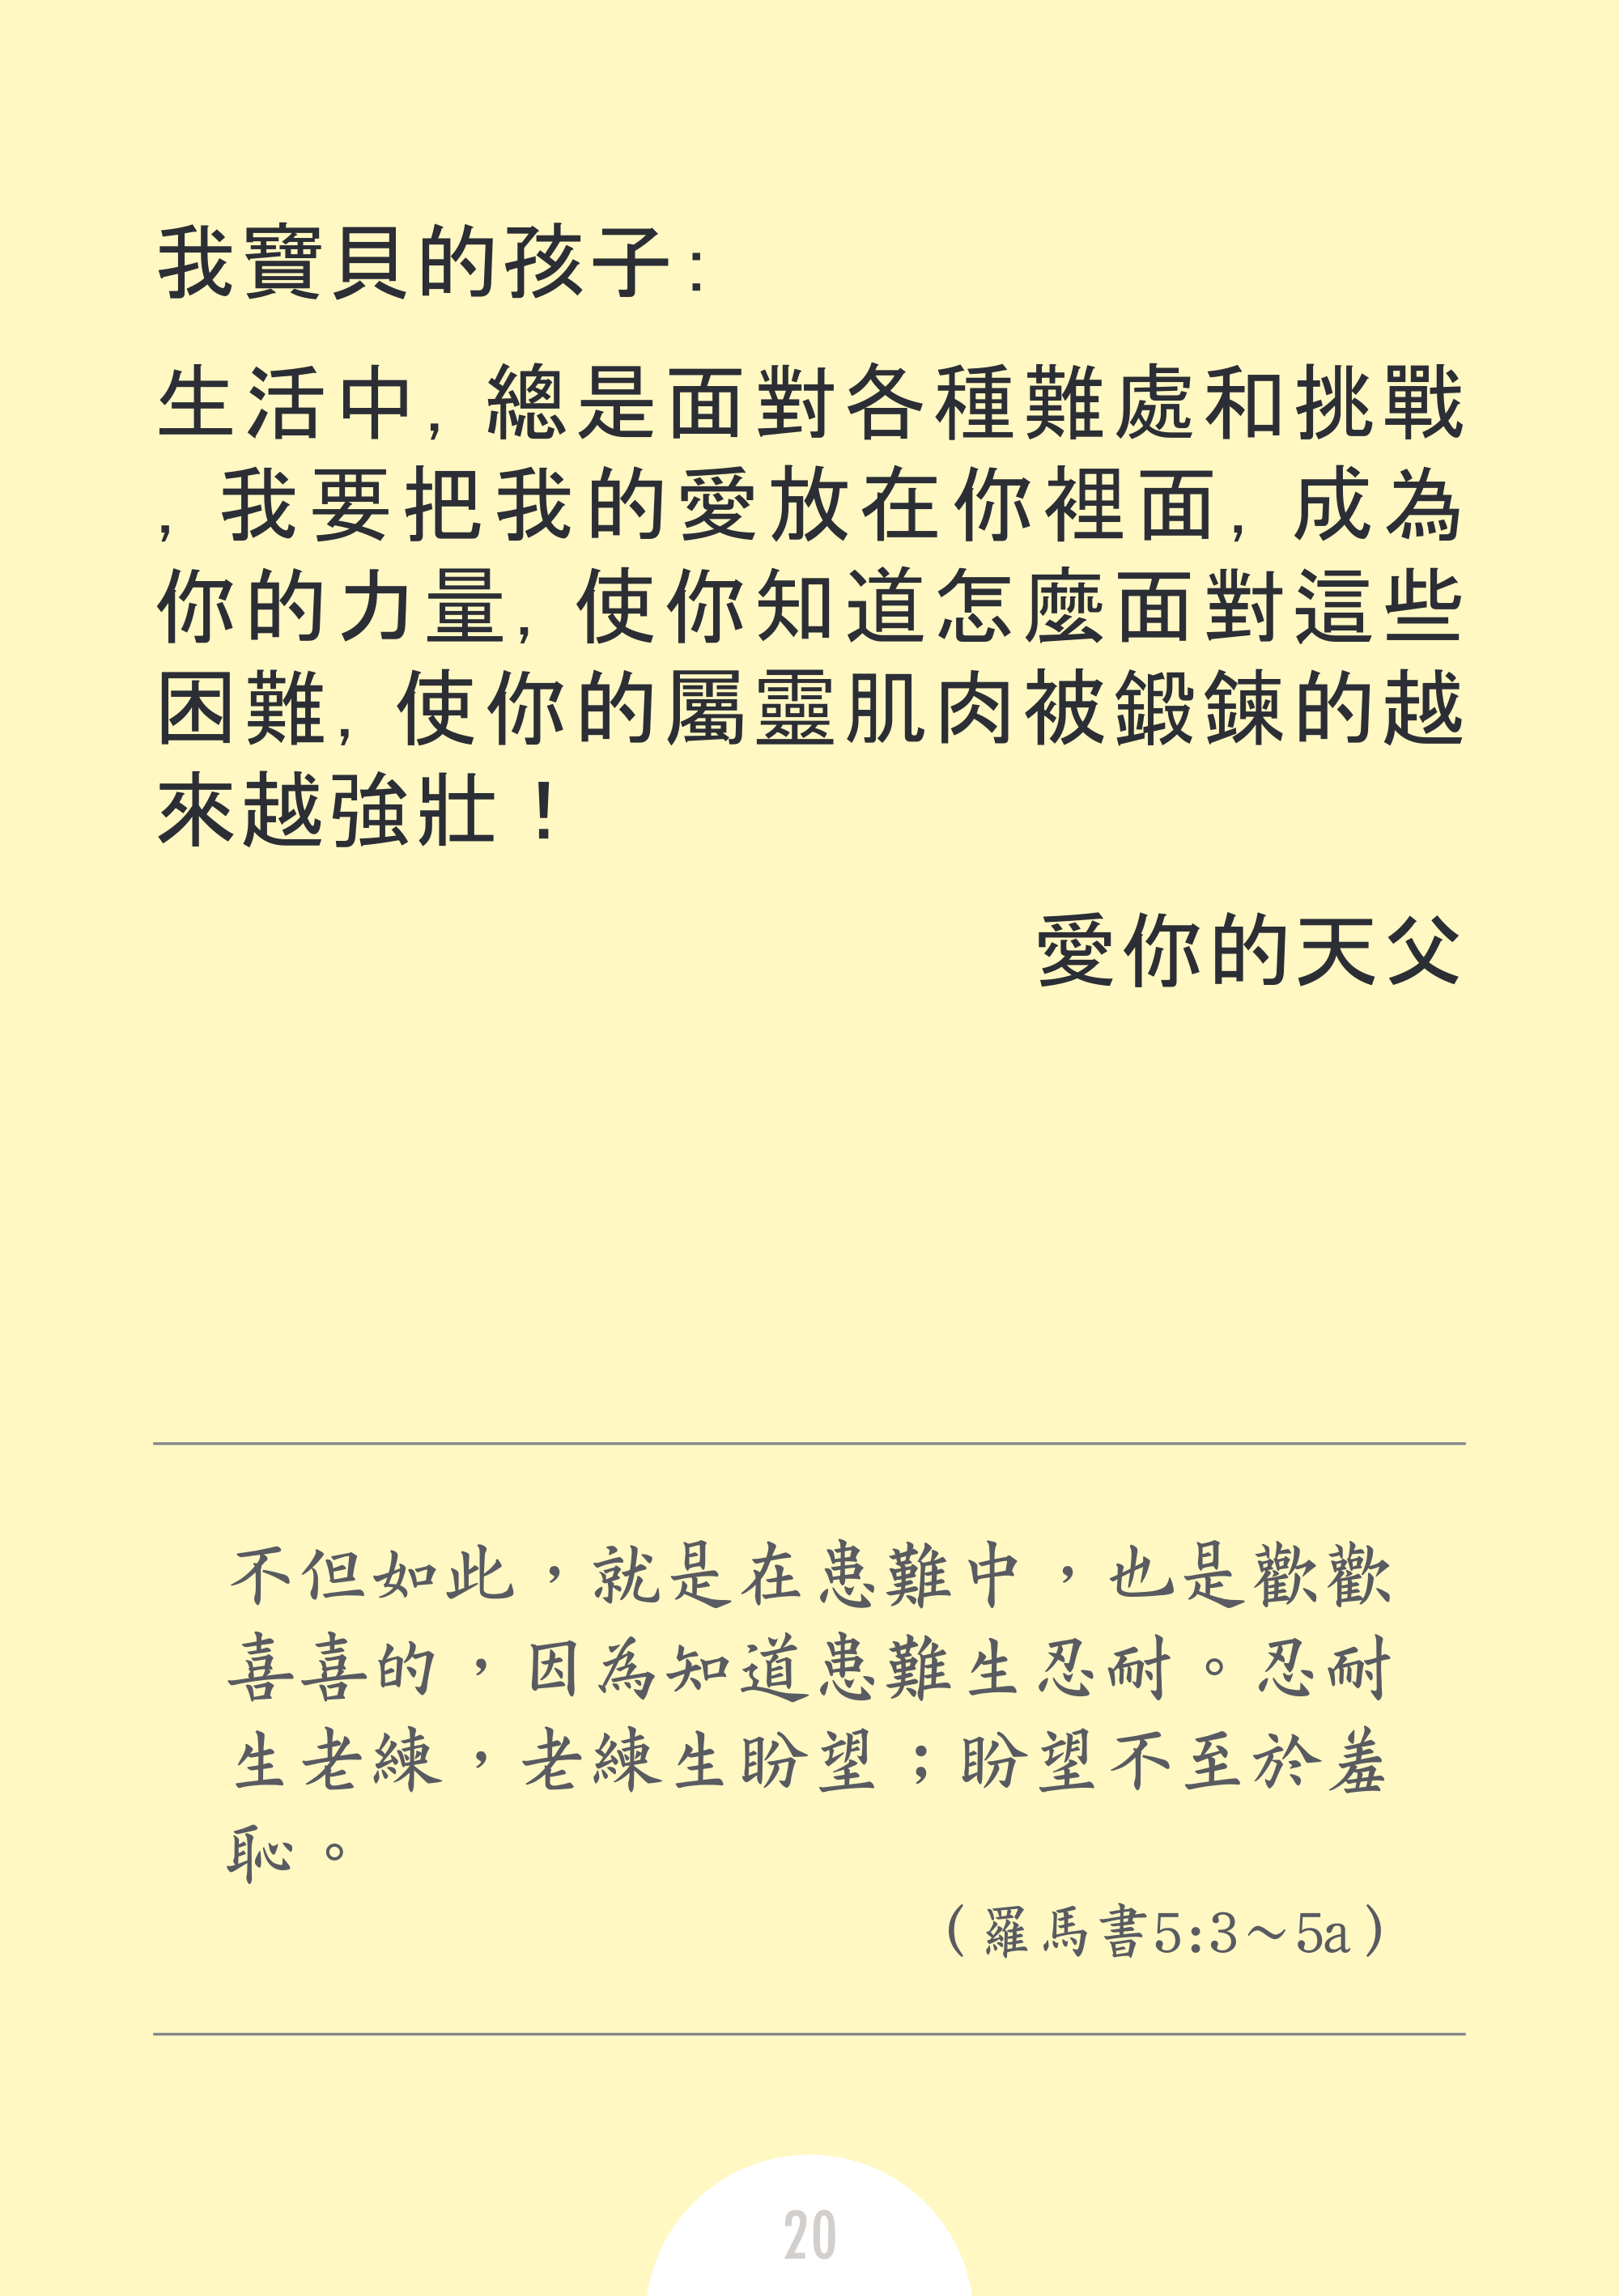 我寶貝的孩子：
生活中，總是面對各種難處和挑戰
，我要把我的愛放在你裡面，成為
你的力量，使你知道怎麼面對這些
困難，使你的屬靈肌肉被鍛鍊的越
來越強壯！
愛你的天父
不但如此，就是在患難中，也是歡歡
喜喜的，因為知道患難生忍耐。忍耐
生老練，老練生盼望；盼望不至於羞
恥。
（羅馬書5:3～5a）
20